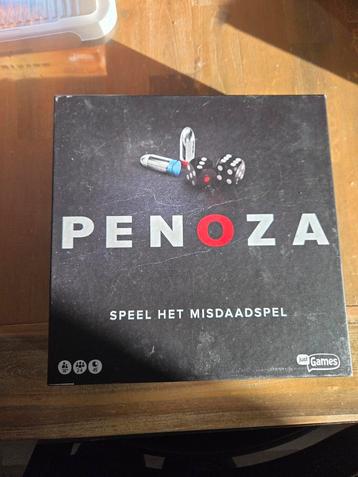 PENOZA
SPEEL HET MISDAADSPEL
just
Games